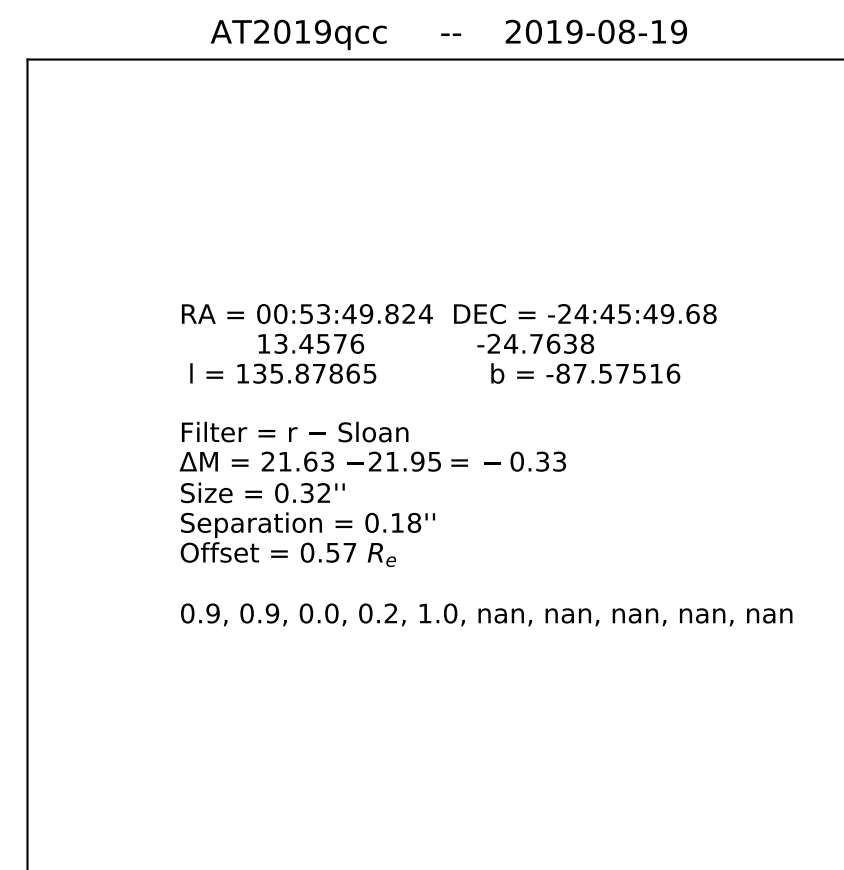 AT2019qcc -- 2019-08-19
RA = 00:53:49.824 DEC = -24:45:49.68
13.4576 -24.7638
l = 135.87865 b = -87.57516
Filter = r − Sloan
ΔM = 21.63 −21.95 = − 0.33
Size = 0.32''
Separation = 0.18''
Offset = 0.57 Rₑ
0.9, 0.9, 0.0, 0.2, 1.0, nan, nan, nan, nan, nan